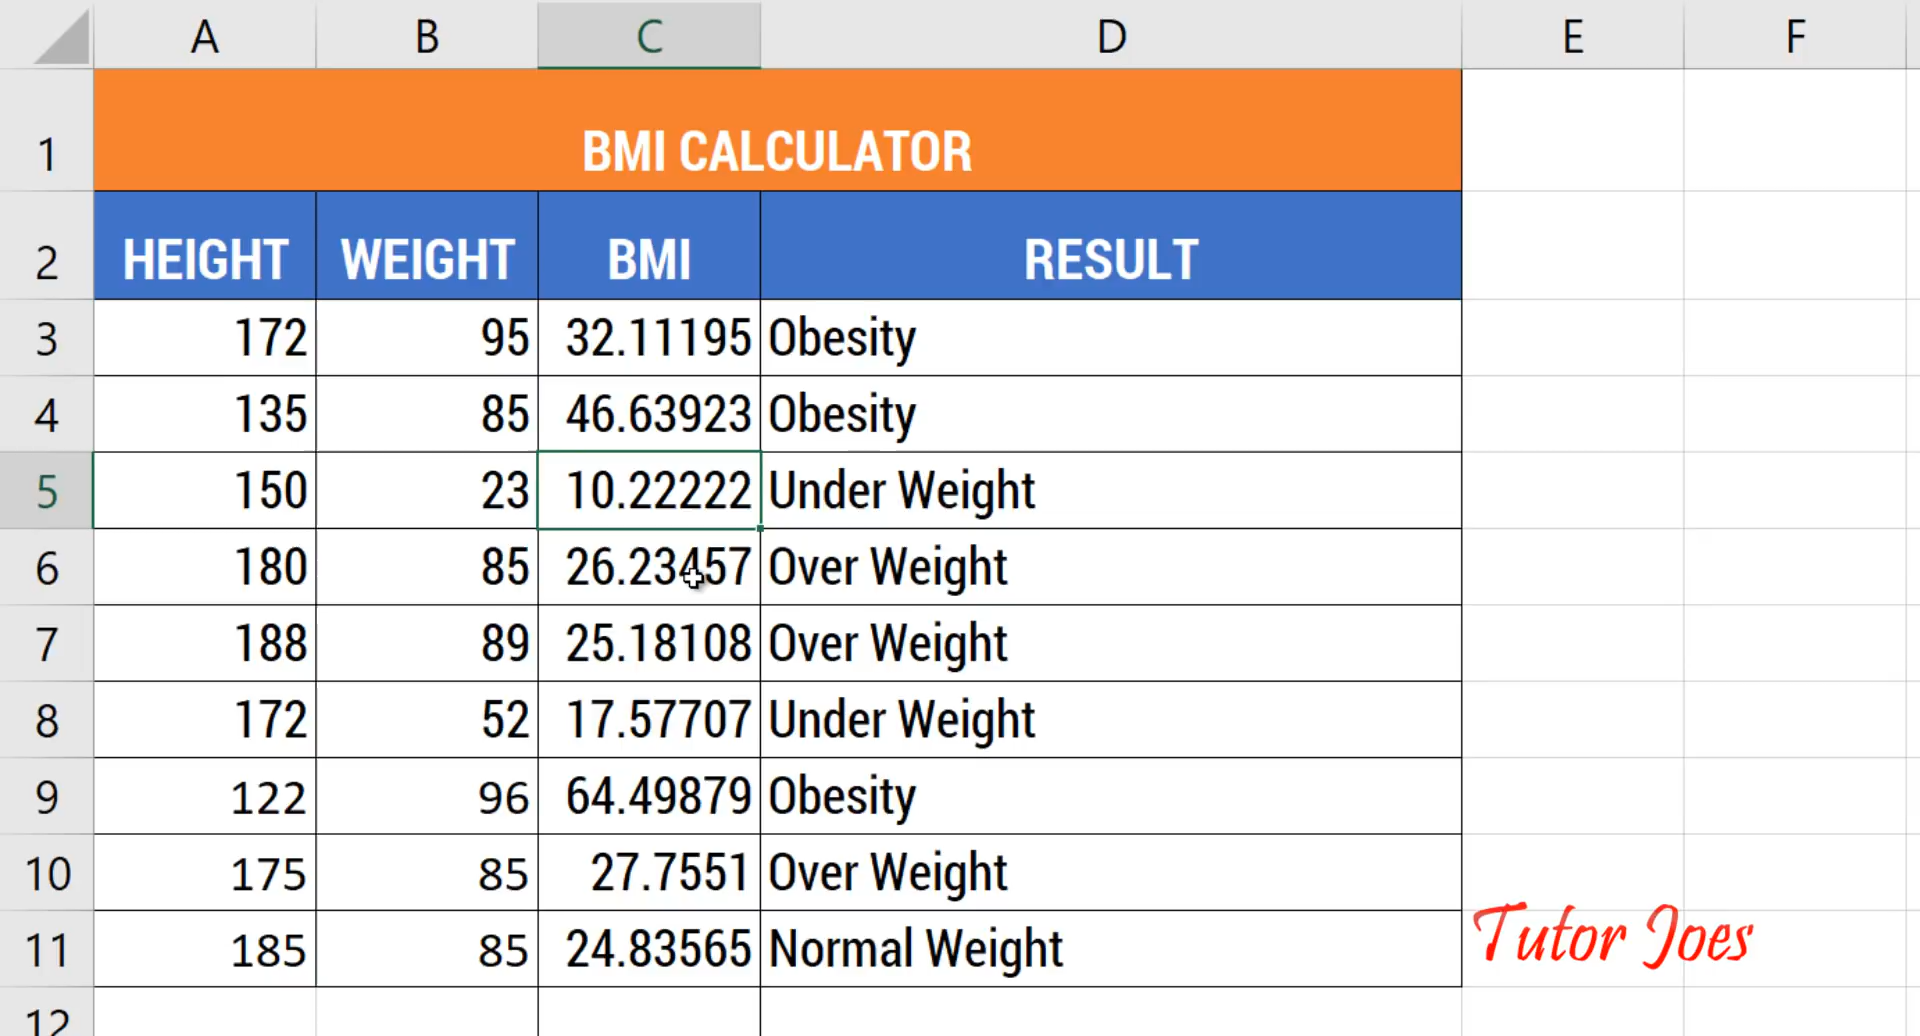 A B C D E F
1 BMI CALCULATOR
2 HEIGHT WEIGHT BMI RESULT
3 172 95 32.11195 Obesity
4 135 85 46.63923 Obesity
5 150 23 10.22222 Under Weight
6 180 85 26.23457 Over Weight
7 188 89 25.18108 Over Weight
8 172 52 17.57707 Under Weight
9 122 96 64.49879 Obesity
10 175 85 27.7551 Over Weight
11 185 85 24.83565 Normal Weight
Tutor Joes
12